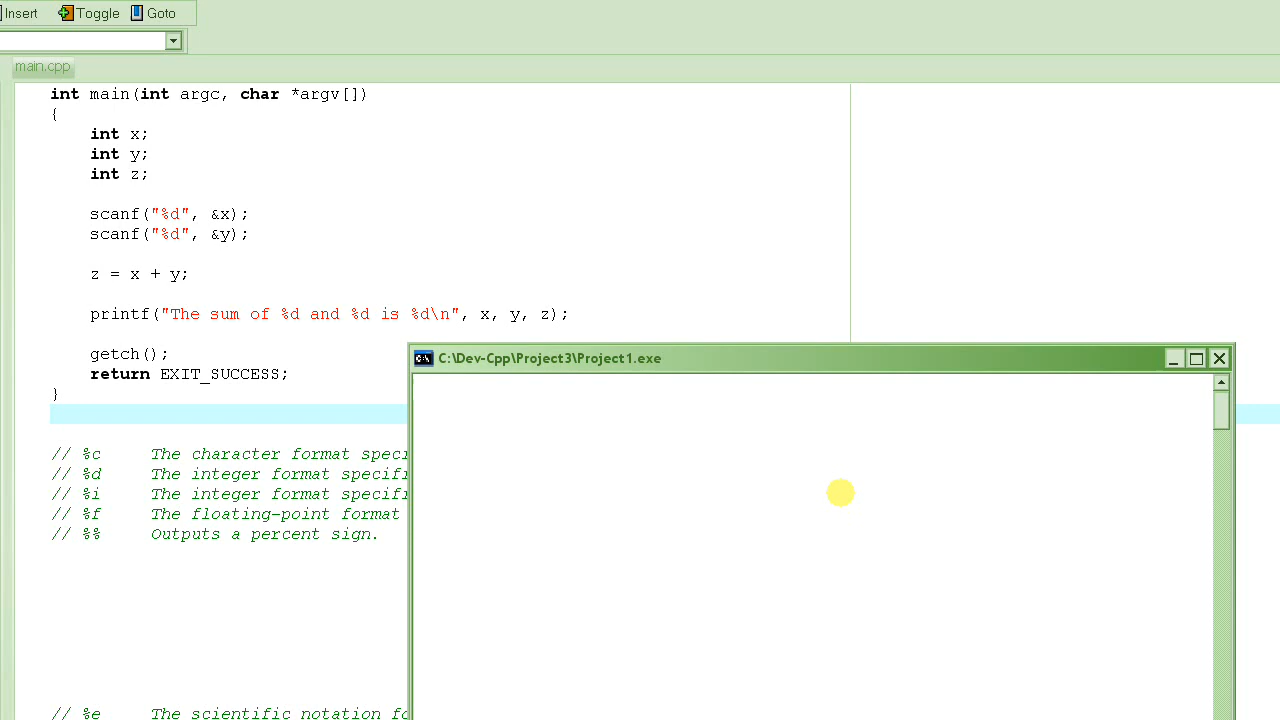 Insert Toggle Goto
main.cpp
int main(int argc, char *argv[])
{
int x;
int y;
int z;
scanf("%d", &x);
scanf("%d", &y);
z = x + y;
printf("The sum of %d and %d is %d\n", x, y, z);
getch();
return EXIT_SUCCESS;
}
C:\Dev-Cpp\Project3\Project1.exe
// %c The character format speci
// %d The integer format specifi
// %i The integer format specifi
// %f The floating-point format
// %% Outputs a percent sign.
// %e The scientific notation fo